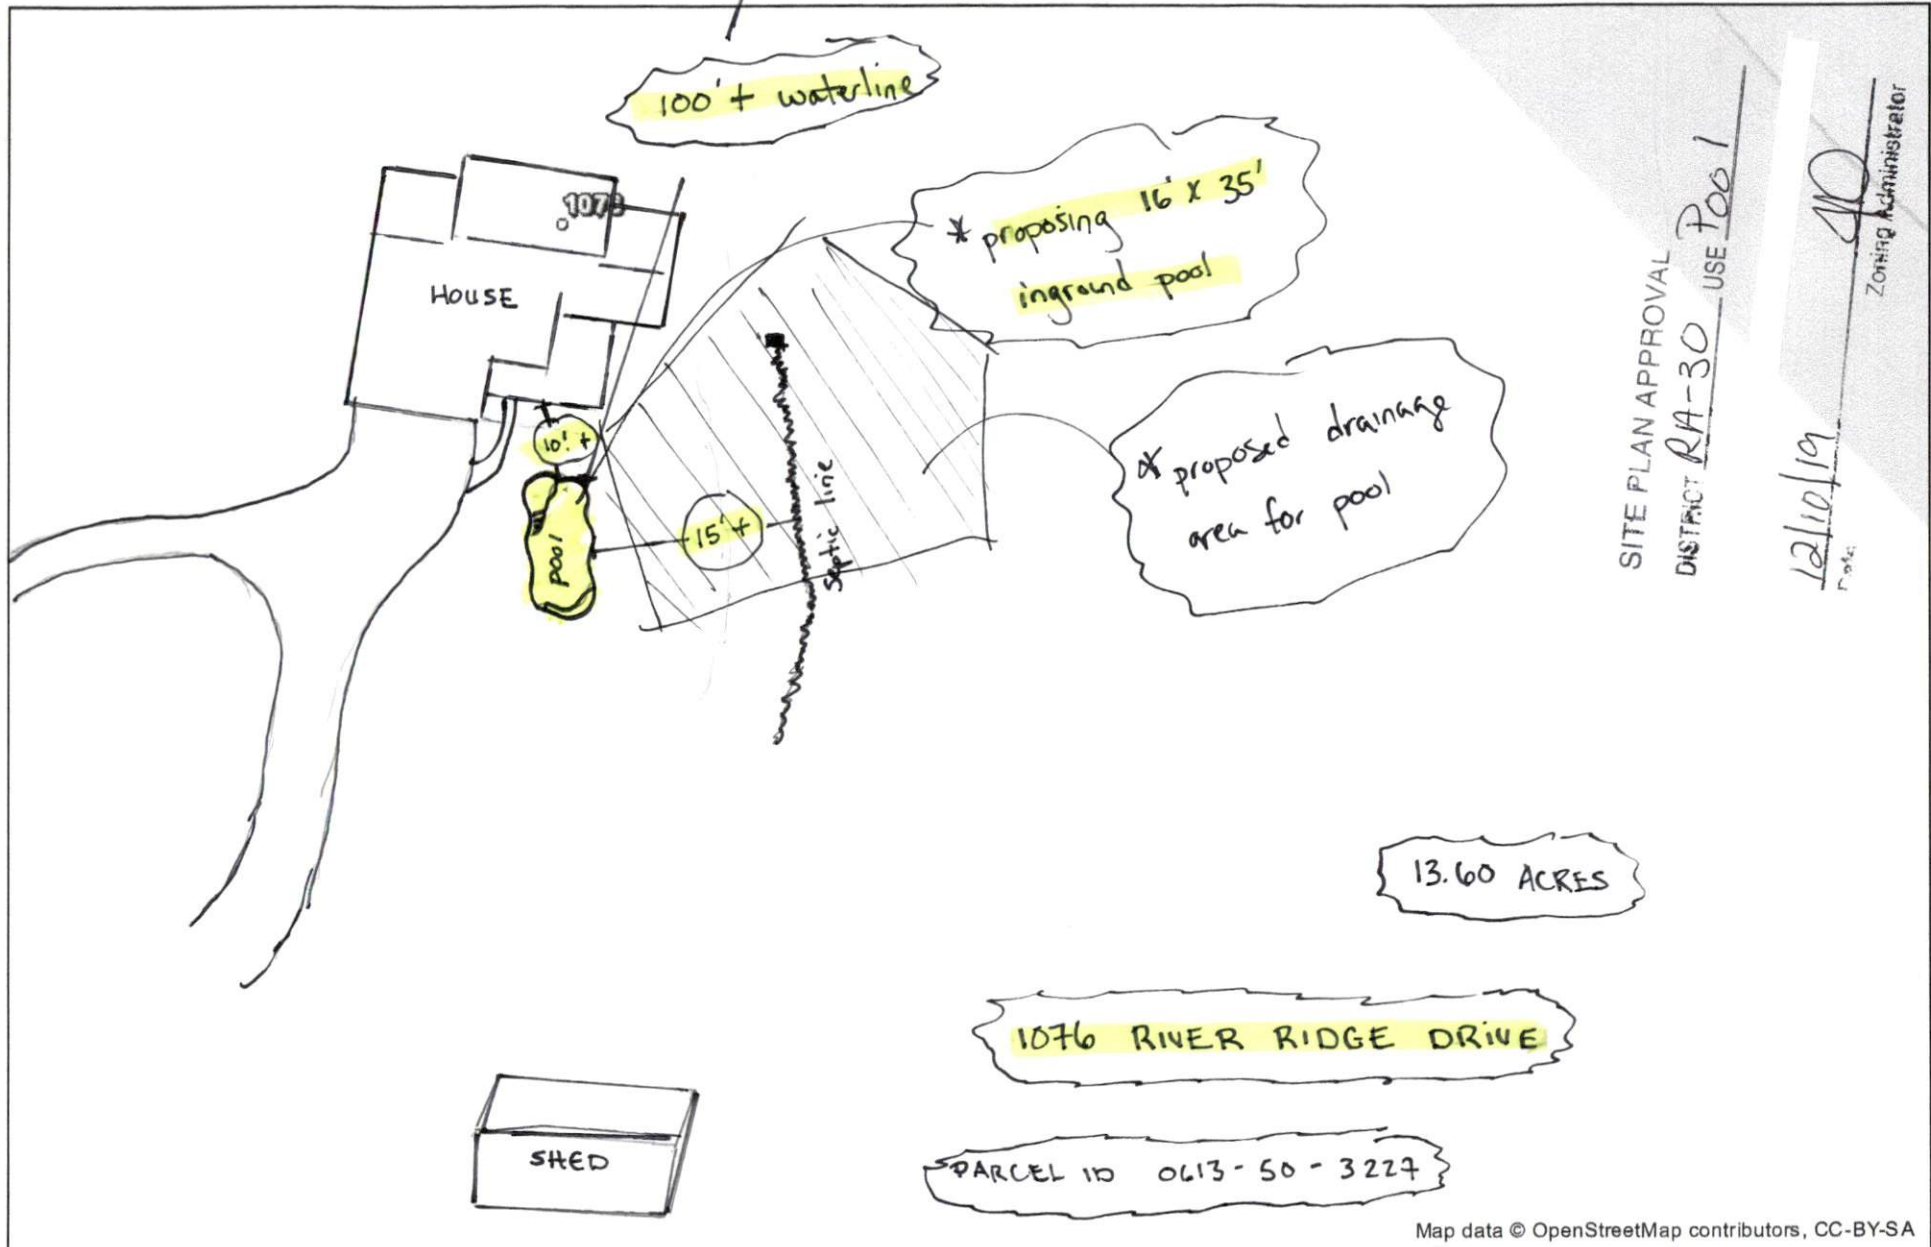 100'+ waterline
* proposing 16' x 35'
inground pool
107
HOUSE
10'+
pool
15'+
septic line
* proposed drainage
area for pool
SITE PLAN APPROVAL
DISTRICT RA-30 USE Pool
12/10/19
Date
Zoning Administrator
13.60 ACRES
1076 RIVER RIDGE DRIVE
SHED
PARCEL ID 0613-50-3227
Map data © OpenStreetMap contributors, CC-BY-SA